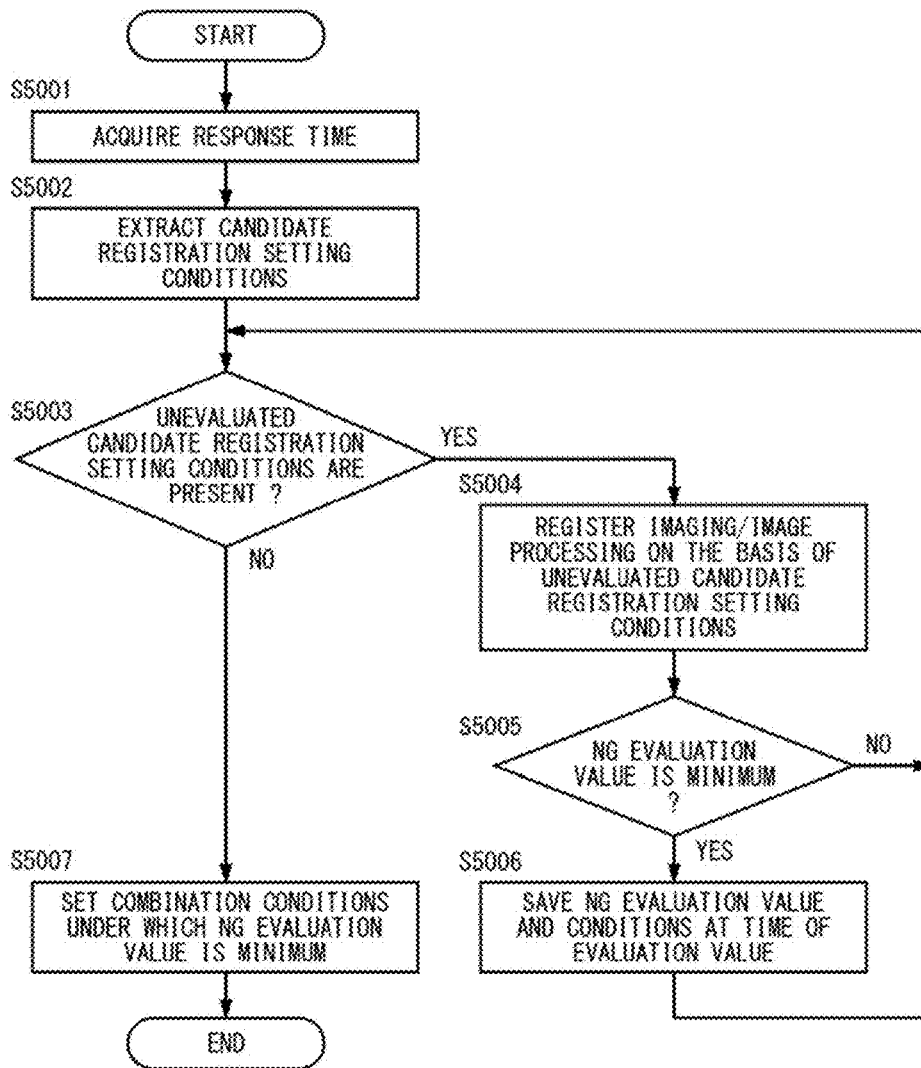 START
S5001
ACQUIRE RESPONSE TIME
S5002
EXTRACT CANDIDATE
REGISTRATION SETTING
CONDITIONS
S5003
UNEVALUATED
CANDIDATE REGISTRATION
SETTING CONDITIONS ARE
PRESENT ?
YES
NO
S5004
REGISTER IMAGING/IMAGE
PROCESSING ON THE BASIS OF
UNEVALUATED CANDIDATE
REGISTRATION SETTING
CONDITIONS
S5005
NG EVALUATION
VALUE IS MINIMUM
?
NO
YES
S5006
SAVE NG EVALUATION VALUE
AND CONDITIONS AT TIME OF
EVALUATION VALUE
S5007
SET COMBINATION CONDITIONS
UNDER WHICH NG EVALUATION
VALUE IS MINIMUM
END